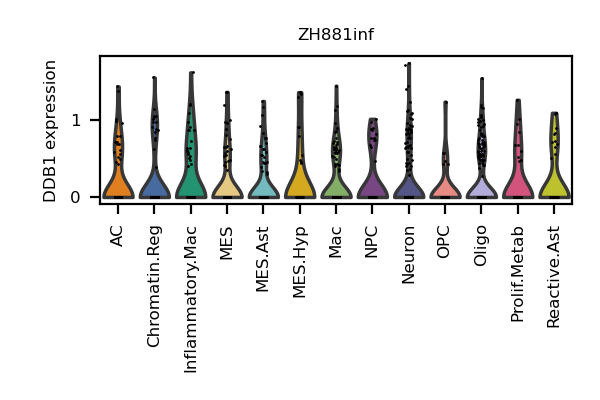 ZH881inf
DDB1 expression
1
0
AC
Chromatin.Reg
Inflammatory.Mac
MES
MES.Ast
MES.Hyp
Mac
NPC
Neuron
OPC
Oligo
Prolif.Metab
Reactive.Ast